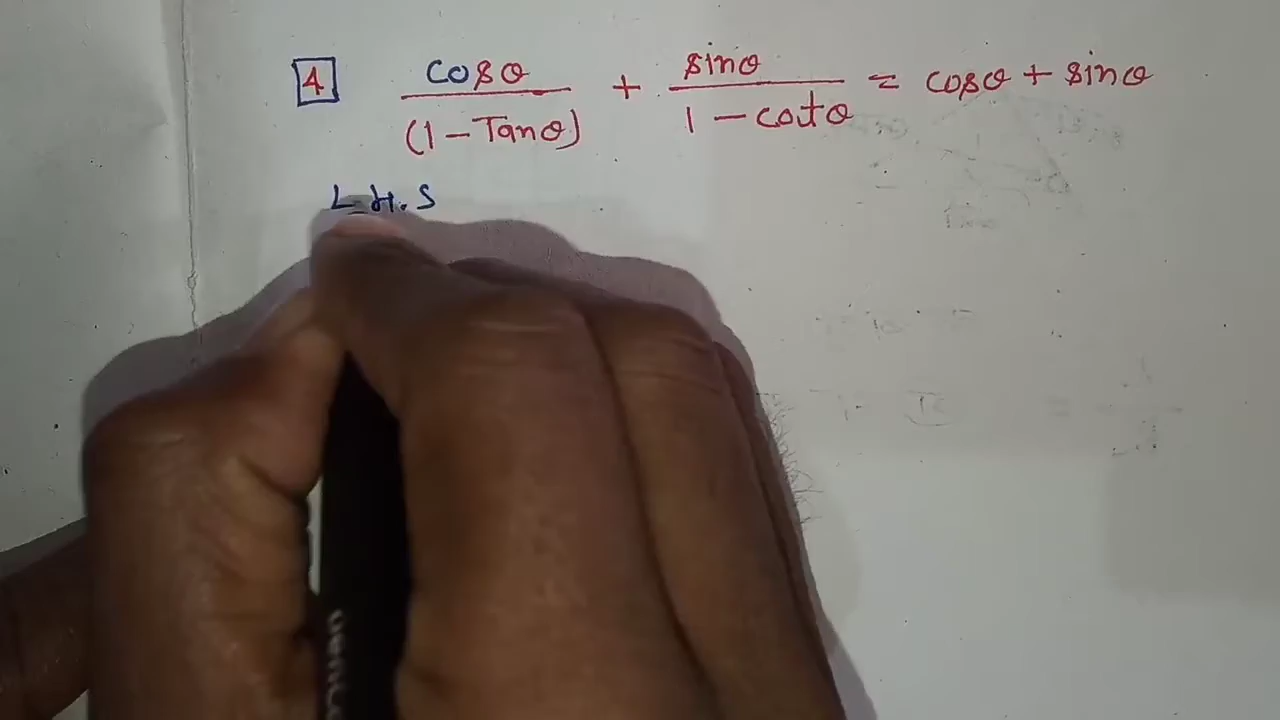 4 cosθ / (1 - Tanθ) + sinθ / 1 - cotθ = cosθ + sinθ
L.H.S